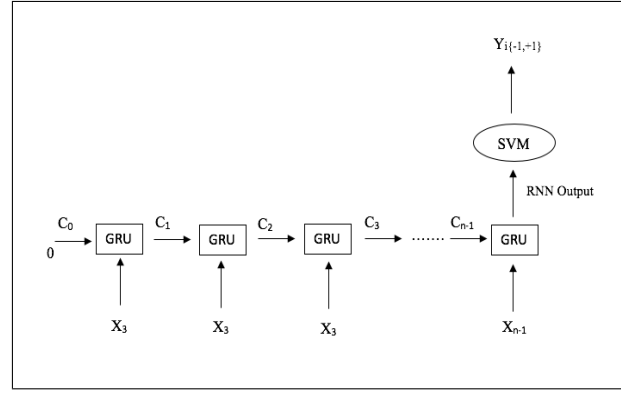 Yi{-1,+1}
SVM
RNN Output
C0 C1 C2 C3 Cn-1
GRU GRU GRU ....... GRU
0
X3 X3 X3 Xn-1